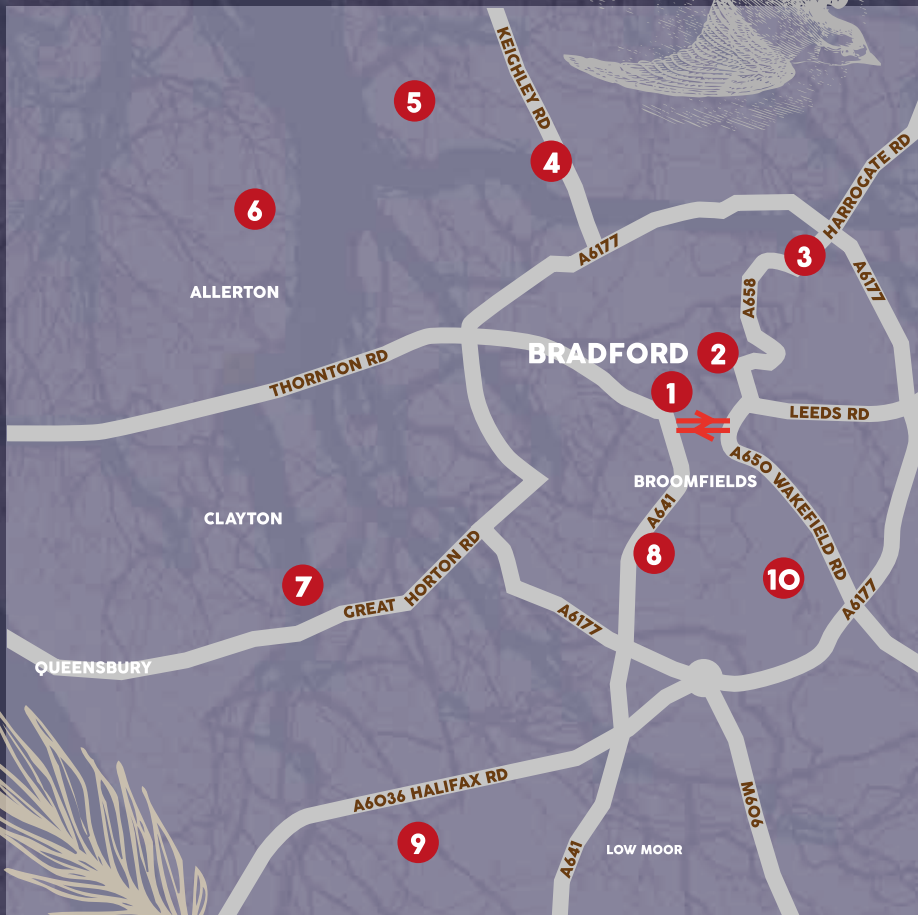 KEIGHLEY RD
5
HARROGATE RD
4
6
A6177
3
A6177
ALLERTON
A658
BRADFORD
2
THORNTON RD
1
LEEDS RD
A650 WAKEFIELD RD
BROOMFIELDS
A641
CLAYTON
8
GREAT HORTON RD
10
7
A6177
A6177
QUEENSBURY
A6036 HALIFAX RD
M606
9
A641
LOW MOOR